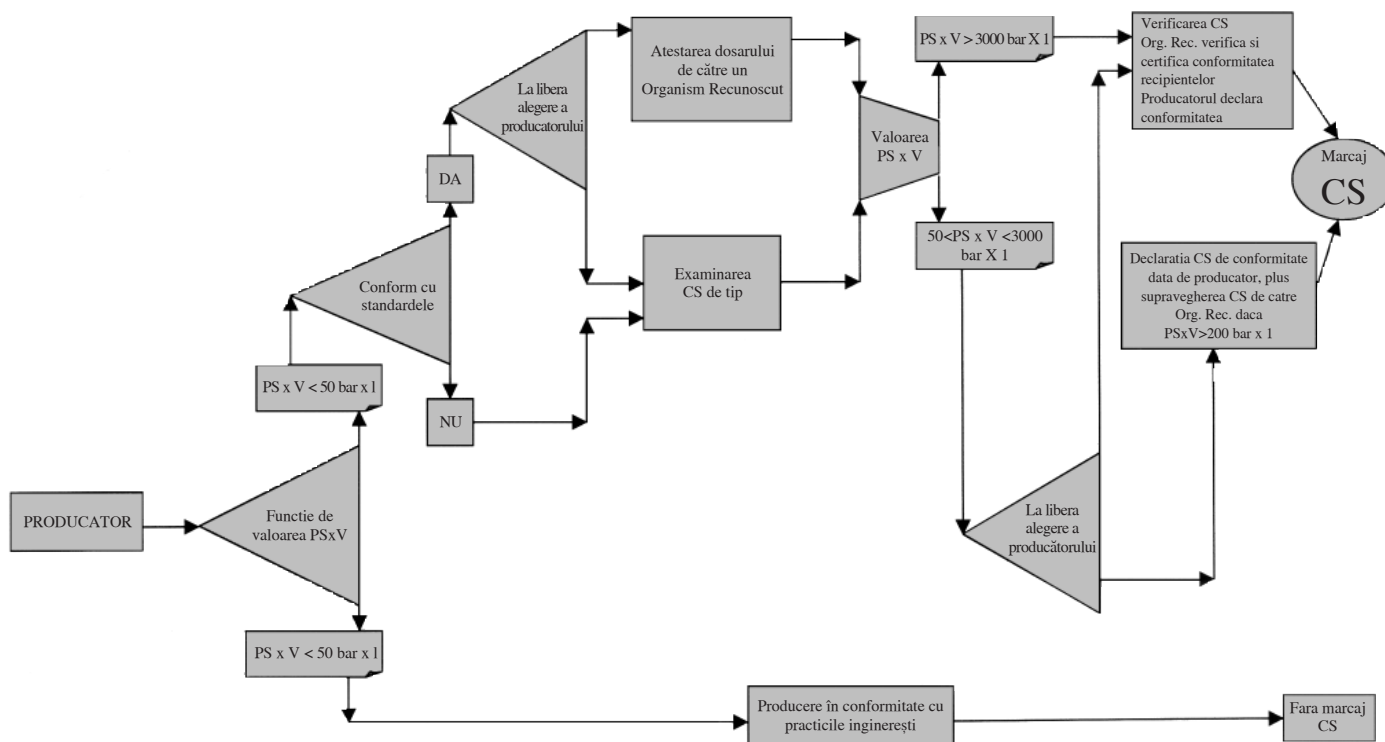 PRODUCATOR
Functie de
valoarea PSxV
PS x V < 50 bar x l
PS x V < 50 bar x l
Conform cu
standardele
DA
NU
La libera
alegere a
producatorului
Atestarea dosarului
de către un
Organism Recunoscut
Examinarea
CS de tip
Valoarea
PS x V
PS x V > 3000 bar X 1
50<PS x V <3000
bar X 1
La libera
alegere a
producătorului
Verificarea CS
Org. Rec. verifica si
certifica conformitatea
recipientelor
Producatorul declara
conformitatea
Declaratia CS de conformitate
data de producator, plus
supravegherea CS de catre
Org. Rec. daca
PSxV>200 bar x 1
Marcaj
CS
Producere în conformitate cu
practicile inginerești
Fara marcaj
CS